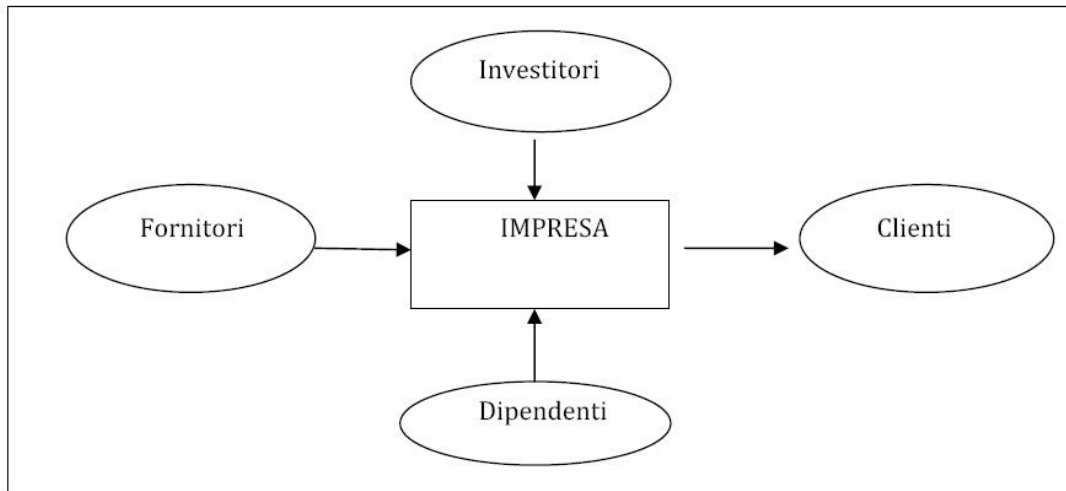 Investitori
Fornitori
IMPRESA
Clienti
Dipendenti